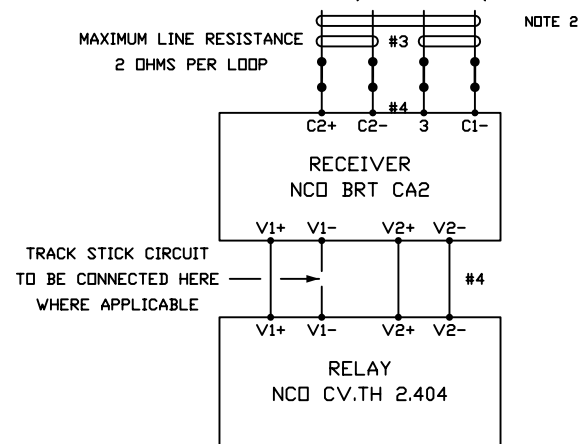 NOTE 2
MAXIMUM LINE RESISTANCE
2 OHMS PER LOOP
#3
#4
C2+ C2- 3 C1-
RECEIVER
NCO BRT CA2
V1+ V1- V2+ V2-
TRACK STICK CIRCUIT
TO BE CONNECTED HERE
WHERE APPLICABLE
#4
V1+ V1- V2+ V2-
RELAY
NCO CV.TH 2.404